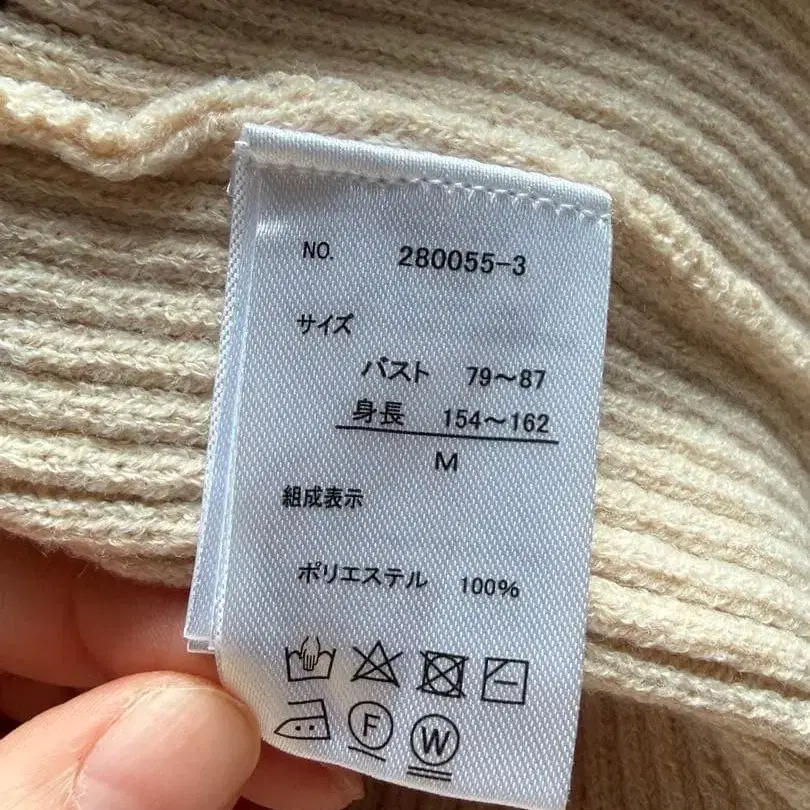 NO. 280055-3
サイズ
バスト 79～87
身長 154～162
M
組成表示
ポリエステル 100%
F
W